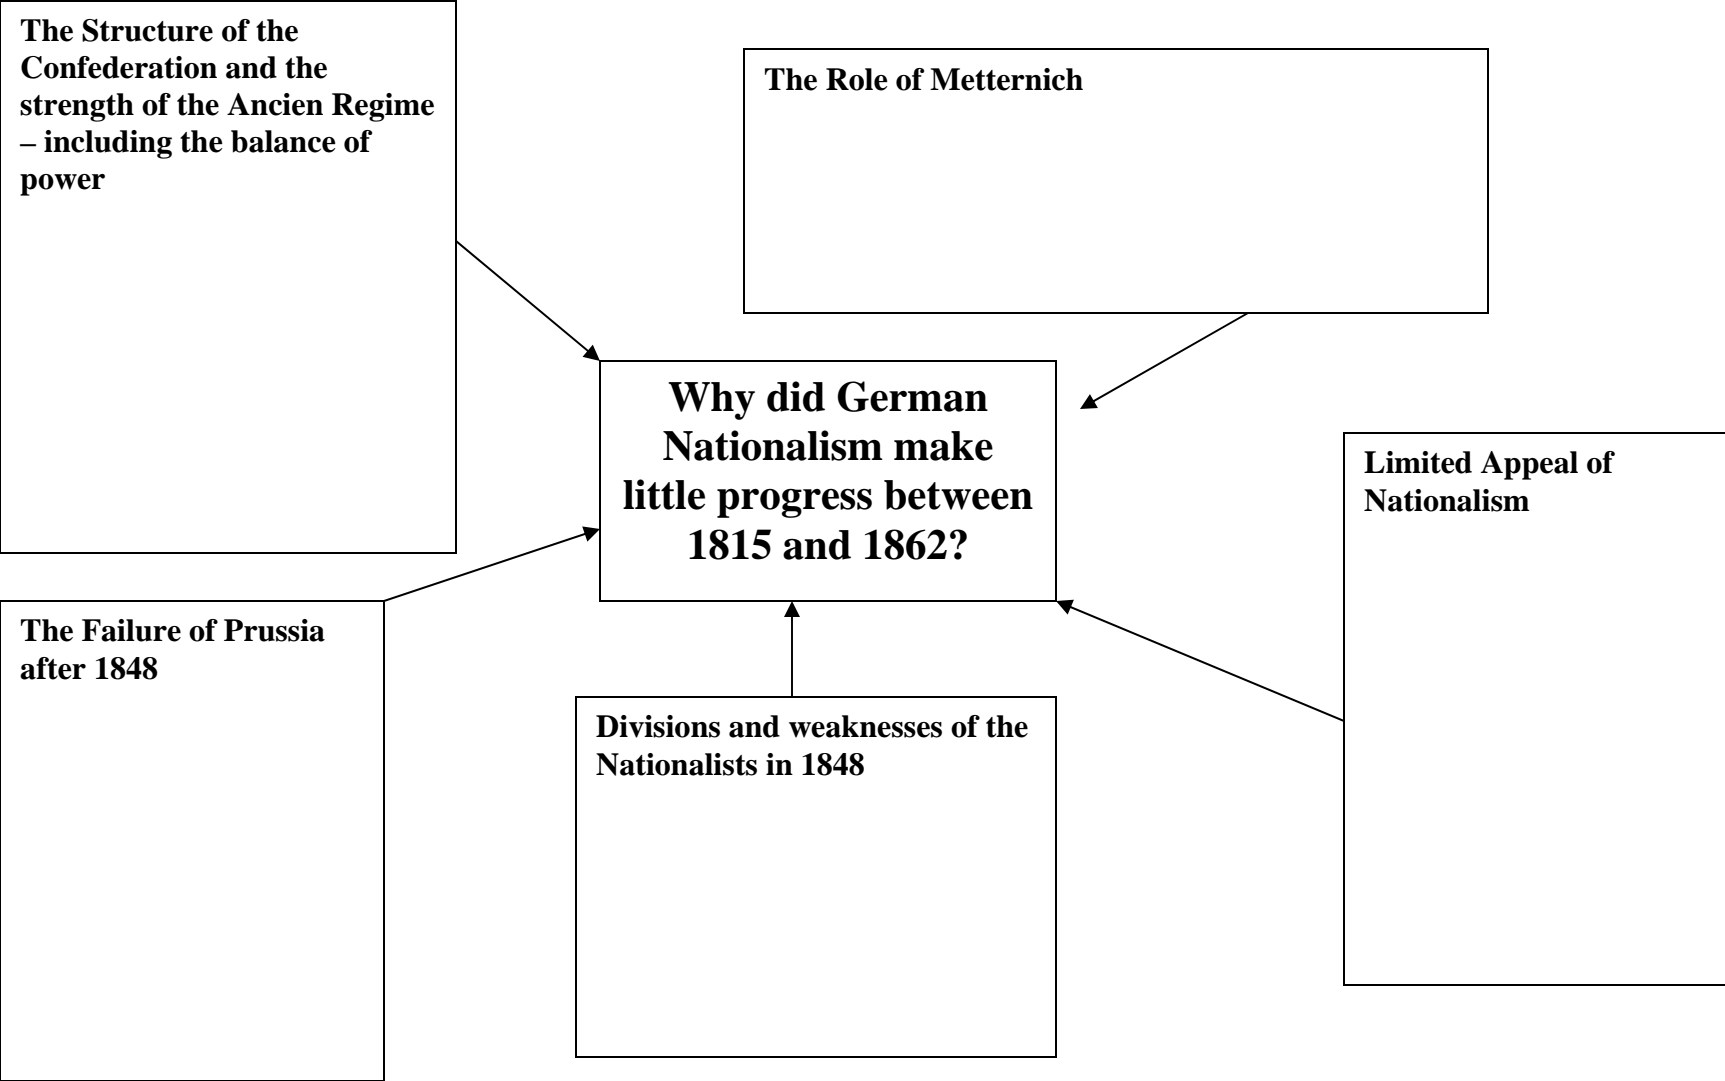 The Structure of the
Confederation and the
strength of the Ancien Regime
– including the balance of
power
The Role of Metternich
Why did German
Nationalism make
little progress between
1815 and 1862?
Limited Appeal of
Nationalism
The Failure of Prussia
after 1848
Divisions and weaknesses of the
Nationalists in 1848